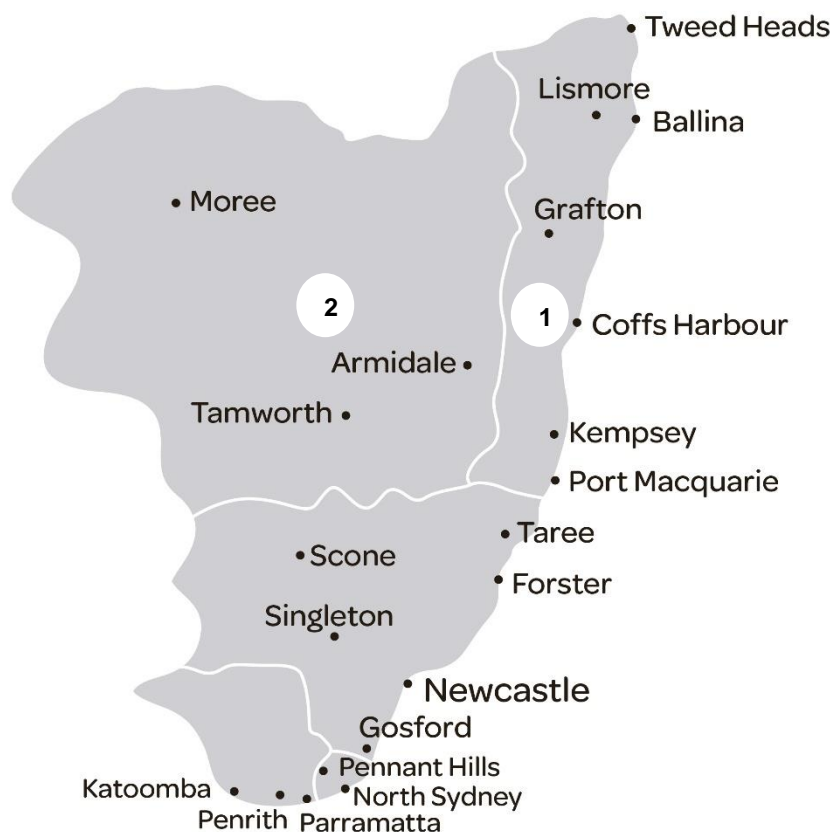 Tweed Heads
Lismore
Ballina
Moree
Grafton
2
1
Coffs Harbour
Armidale
Tamworth
Kempsey
Port Macquarie
Taree
Scone
Forster
Singleton
Newcastle
Gosford
Pennant Hills
Katoomba
North Sydney
Penrith
Parramatta